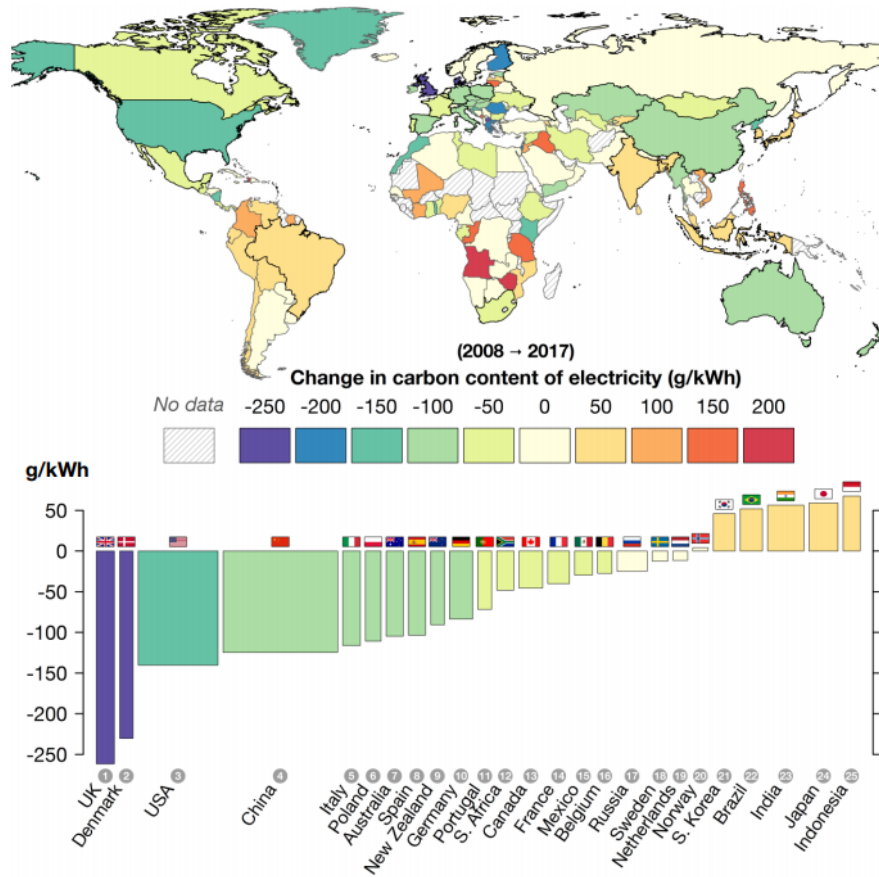 (2008 → 2017)
Change in carbon content of electricity (g/kWh)
No data -250 -200 -150 -100 -50 0 50 100 150 200
g/kWh
50
0
-50
-100
-150
-200
-250
UK 1
Denmark 2
USA 3
China 4
Italy 5
Poland 6
Australia 7
Spain 8
New Zealand 9
Germany 10
Portugal 11
S. Africa 12
Canada 13
France 14
Mexico 15
Belgium 16
Russia 17
Sweden 18
Netherlands 19
Norway 20
S. Korea 21
Brazil 22
India 23
Japan 24
Indonesia 25